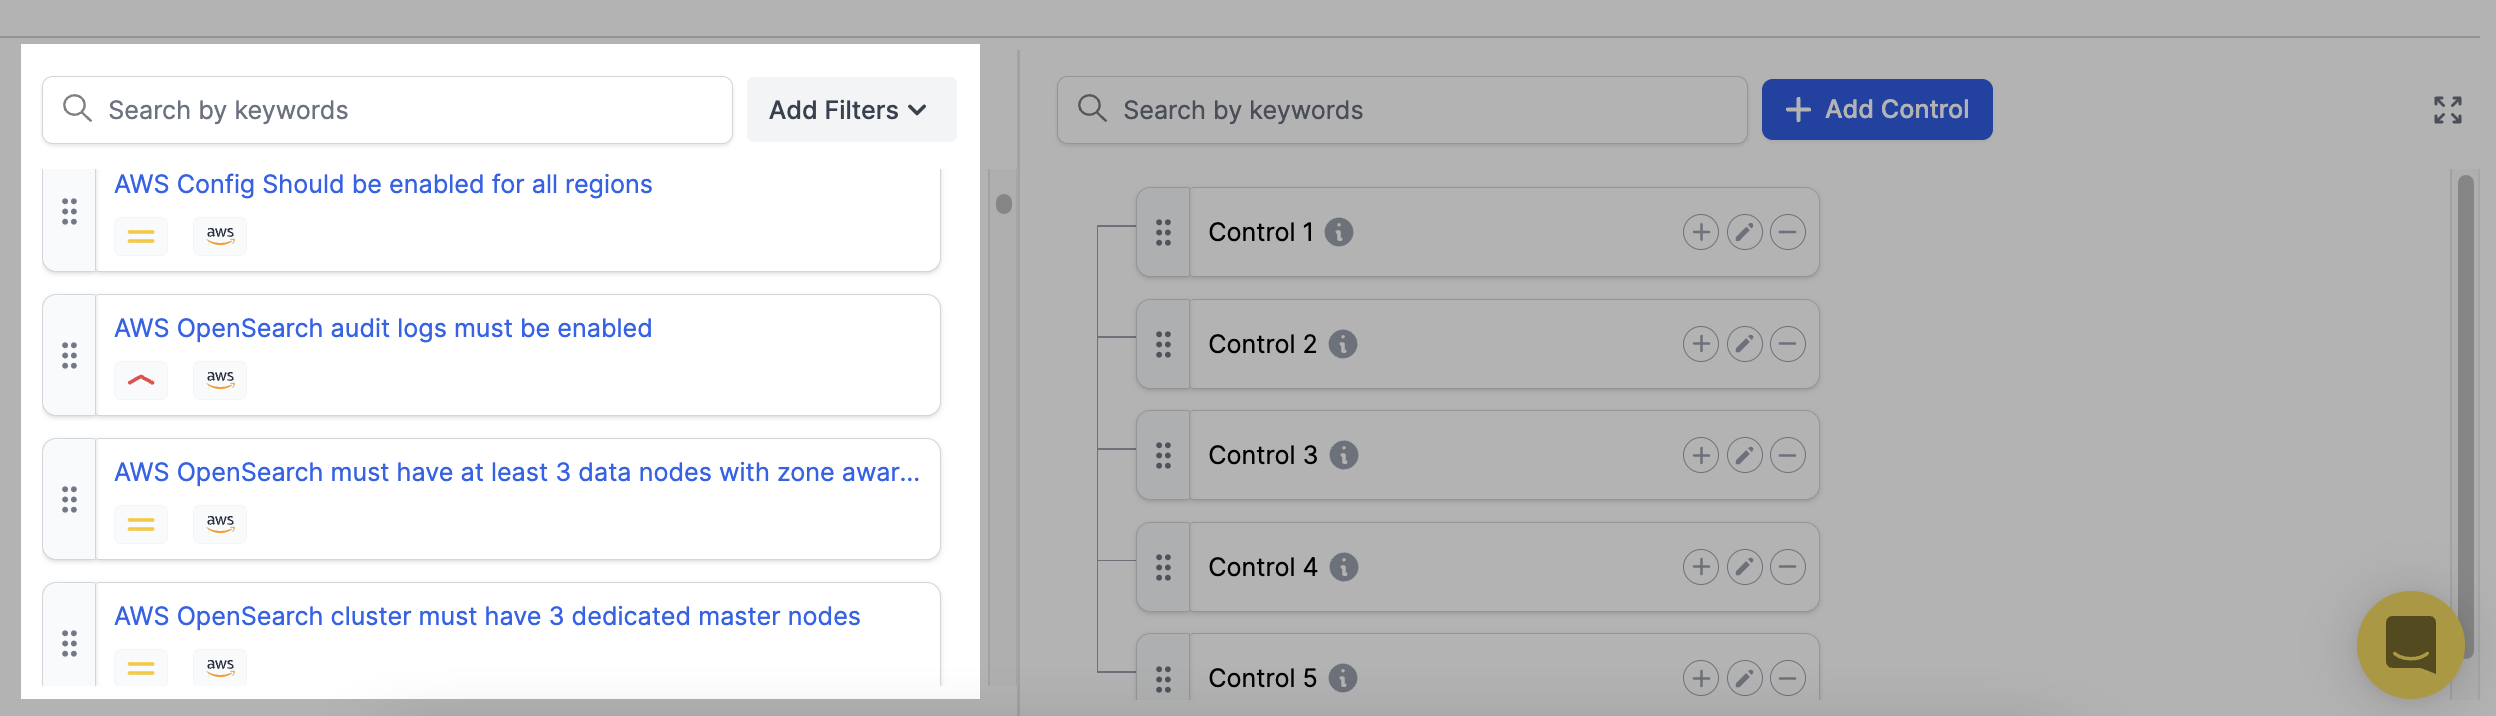 Search by keywords
Add Filters
AWS Config Should be enabled for all regions
aws
AWS OpenSearch audit logs must be enabled
aws
AWS OpenSearch must have at least 3 data nodes with zone awar...
aws
AWS OpenSearch cluster must have 3 dedicated master nodes
aws
Search by keywords
Add Control
Control 1
Control 2
Control 3
Control 4
Control 5